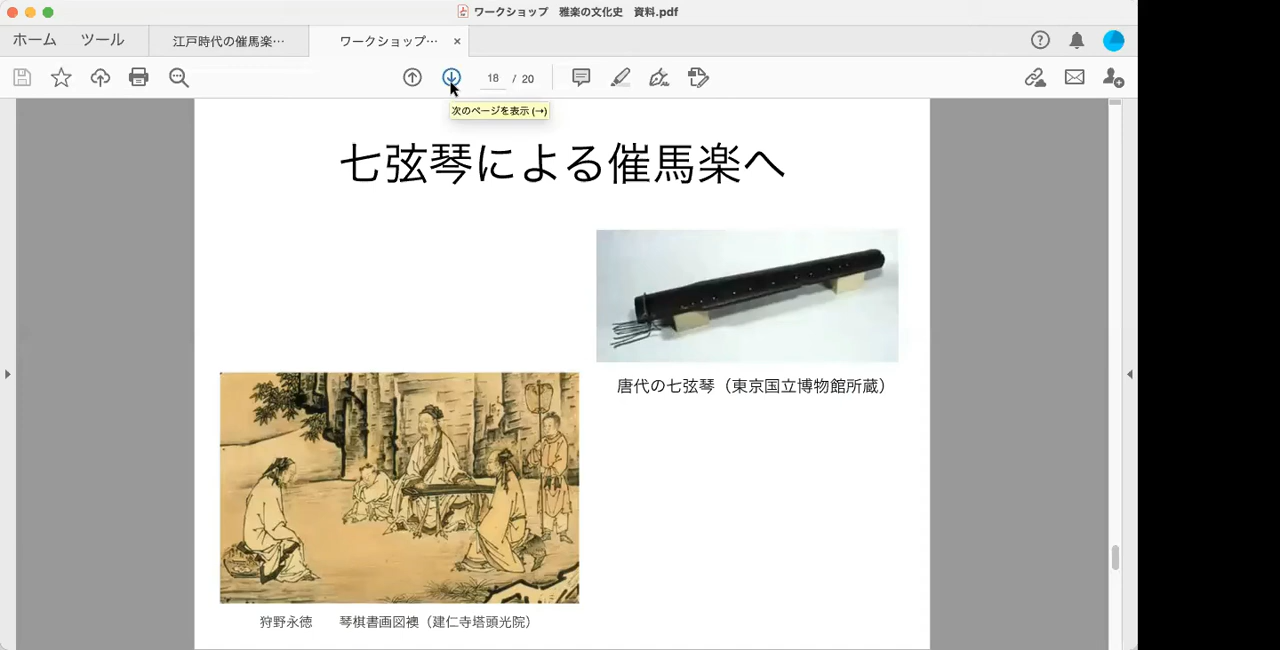 ワークショップ 雅楽の文化史 資料.pdf
ホーム ツール 江戸時代の催馬楽… ワークショップ… ×
18 / 20
次のページを表示 (→)
七弦琴による催馬楽へ
唐代の七弦琴（東京国立博物館所蔵）
狩野永徳 琴棋書画図襖（建仁寺塔頭光院）